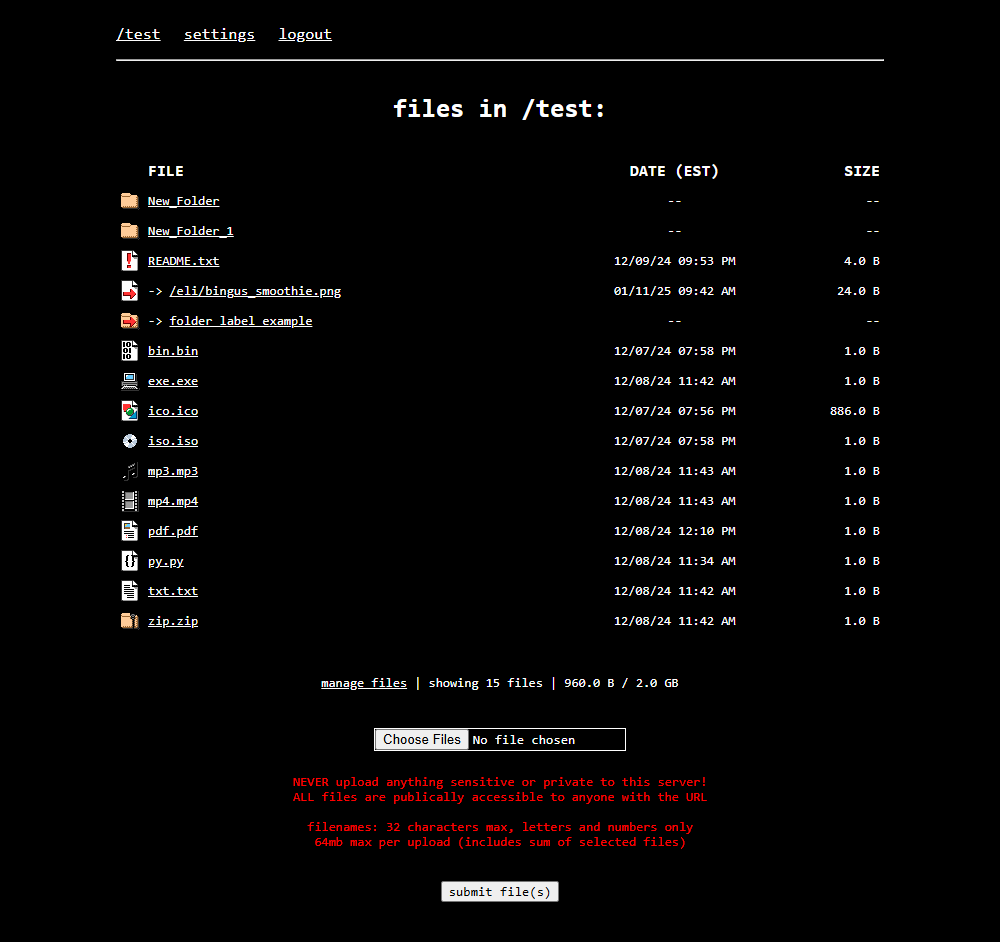 /test settings logout
files in /test:
FILE DATE (EST) SIZE
New_Folder -- --
New_Folder_1 -- --
README.txt 12/09/24 09:53 PM 4.0 B
-> /eli/bingus_smoothie.png 01/11/25 09:42 AM 24.0 B
-> folder label example -- --
bin.bin 12/07/24 07:58 PM 1.0 B
exe.exe 12/08/24 11:42 AM 1.0 B
ico.ico 12/07/24 07:56 PM 886.0 B
iso.iso 12/07/24 07:58 PM 1.0 B
mp3.mp3 12/08/24 11:43 AM 1.0 B
mp4.mp4 12/08/24 11:43 AM 1.0 B
pdf.pdf 12/08/24 12:10 PM 1.0 B
py.py 12/08/24 11:34 AM 1.0 B
txt.txt 12/08/24 11:42 AM 1.0 B
zip.zip 12/08/24 11:42 AM 1.0 B
manage files | showing 15 files | 960.0 B / 2.0 GB
Choose Files No file chosen
NEVER upload anything sensitive or private to this server!
ALL files are publically accessible to anyone with the URL
filenames: 32 characters max, letters and numbers only
64mb max per upload (includes sum of selected files)
submit file(s)